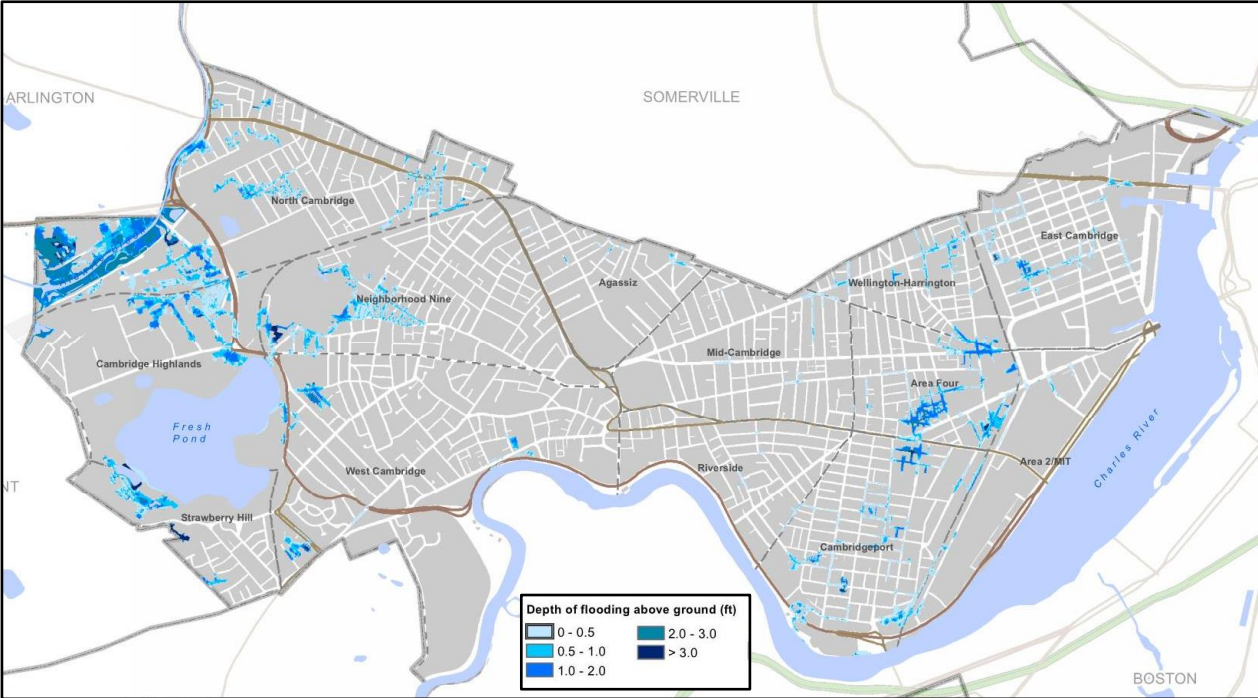 ARLINGTON
SOMERVILLE
North Cambridge
East Cambridge
Agassiz
Wellington-Harrington
Neighborhood Nine
Mid-Cambridge
Cambridge Highlands
Area Four
Fresh
Pond
Charles River
Area 2/MIT
Riverside
West Cambridge
NT
Strawberry Hill
Cambridgeport
Depth of flooding above ground (ft)
0 - 0.5
2.0 - 3.0
0.5 - 1.0
> 3.0
1.0 - 2.0
BOSTON